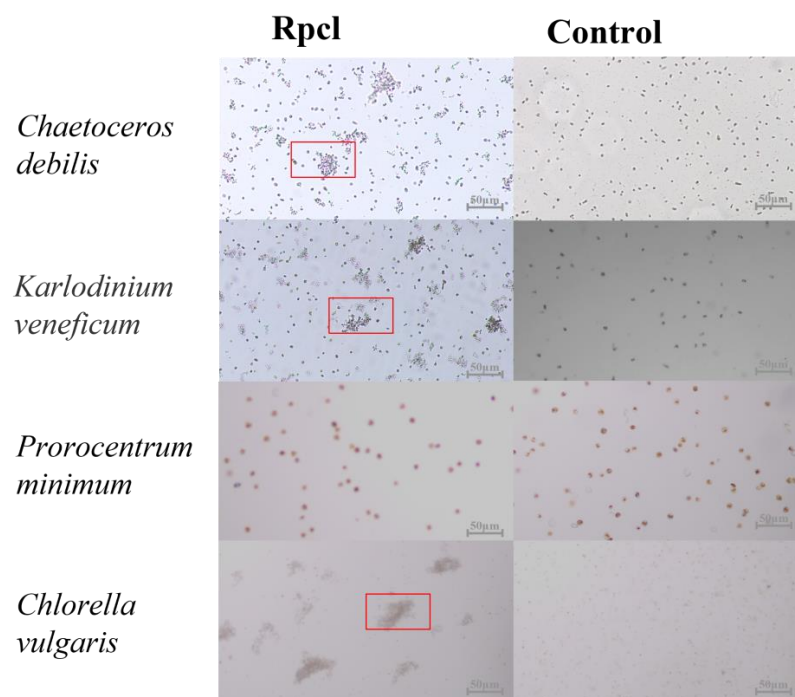 Rpcl Control
Chaetoceros
debilis
50μm 50μm
Karlodinium
veneficum
50μm 50μm
Prorocentrum
minimum
50μm 50μm
Chlorella
vulgaris
50μm 50μm